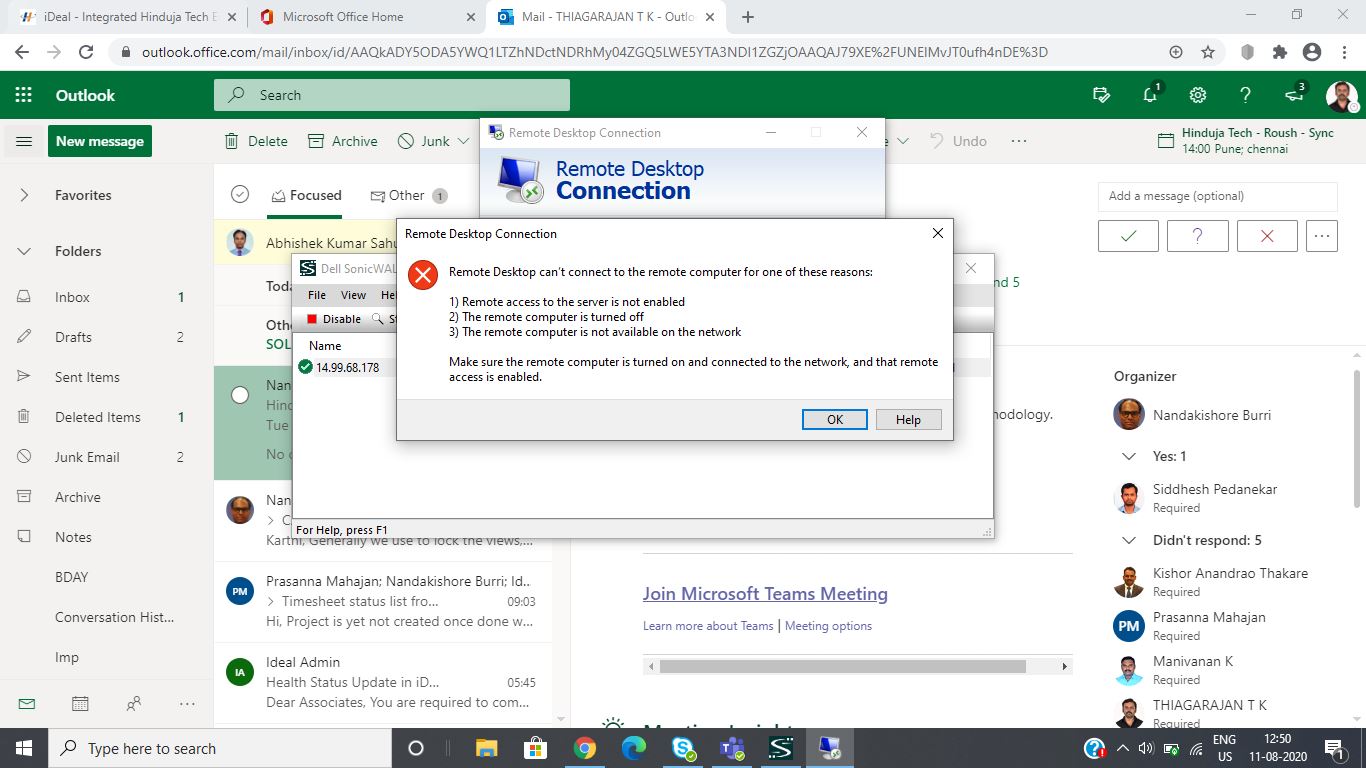 iDeal - Integrated Hinduja Tech E
Microsoft Office Home
Mail - THIAGARAJAN T K - Outlo
outlook.office.com/mail/inbox/id/AAQkADY5ODA5YWQ1LTZhNDctNDRhMy04ZGQ5LWE5YTA3NDI1ZGZjOAAQAJ79XE%2FUNEIMvJT0ufh4nDE%3D
Outlook
Search
1
3
New message
Delete
Archive
Junk
Undo
Hinduja Tech - Roush - Sync
14:00 Pune; chennai
Remote Desktop Connection
Remote Desktop
Connection
Favorites
Folders
Inbox 1
Drafts 2
Sent Items
Deleted Items 1
Junk Email 2
Archive
Notes
BDAY
Conversation Hist...
Imp
Focused
Other 1
Abhishek Kumar Sahu
Toda
Othe
SOL
Nan
Hind
Tue
No c
Nan
Karthi, Generally we use to lock the views,...
PM
Prasanna Mahajan; Nandakishore Burri; Id..
Timesheet status list fro... 09:03
Hi, Project is yet not created once done w...
IA
Ideal Admin
Health Status Update in iD... 05:45
Dear Associates, You are required to com...
Dell SonicWAL
File View Hel
Disable St
Name
14.99.68.178
For Help, press F1
Remote Desktop Connection
Remote Desktop can't connect to the remote computer for one of these reasons:
1) Remote access to the server is not enabled
2) The remote computer is turned off
3) The remote computer is not available on the network
Make sure the remote computer is turned on and connected to the network, and that remote
access is enabled.
OK
Help
Add a message (optional)
?
nd 5
hodology.
Join Microsoft Teams Meeting
Learn more about Teams | Meeting options
Organizer
Nandakishore Burri
Yes: 1
Siddhesh Pedanekar
Required
Didn't respond: 5
Kishor Anandrao Thakare
Required
PM
Prasanna Mahajan
Required
Manivanan K
Required
THIAGARAJAN T K
Required
Type here to search
ENG
US
12:50
11-08-2020
1